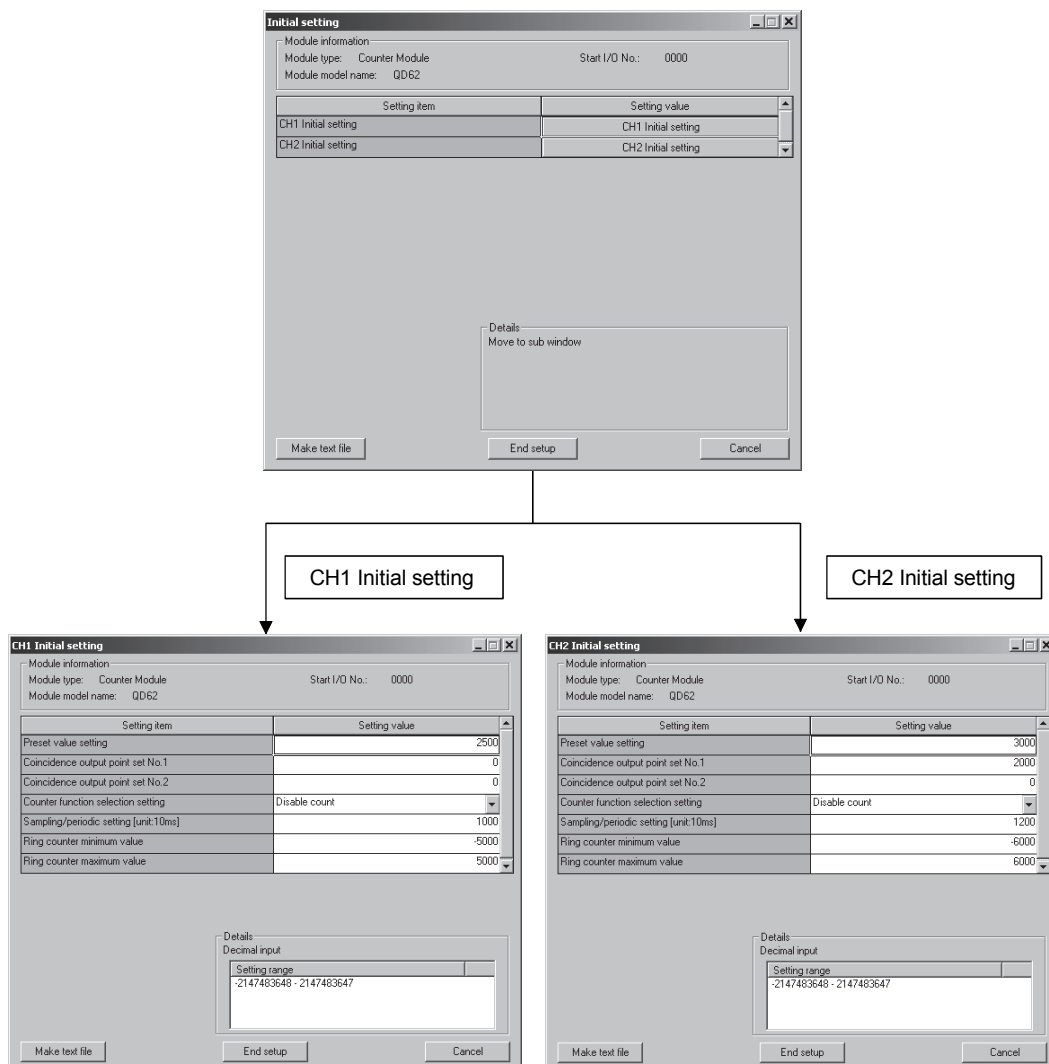 Initial setting
Module information
Module type: Counter Module Start I/O No.: 0000
Module model name: QD62
Setting item Setting value
CH1 Initial setting CH1 Initial setting
CH2 Initial setting CH2 Initial setting
Details
Move to sub window
Make text file End setup Cancel
CH1 Initial setting CH2 Initial setting
CH1 Initial setting
Module information
Module type: Counter Module Start I/O No.: 0000
Module model name: QD62
Setting item Setting value
Preset value setting 2500
Coincidence output point set No.1 0
Coincidence output point set No.2 0
Counter function selection setting Disable count
Sampling/periodic setting [unit:10ms] 1000
Ring counter minimum value -5000
Ring counter maximum value 5000
Details
Decimal input
Setting range
-2147483648 - 2147483647
Make text file End setup Cancel
CH2 Initial setting
Module information
Module type: Counter Module Start I/O No.: 0000
Module model name: QD62
Setting item Setting value
Preset value setting 3000
Coincidence output point set No.1 2000
Coincidence output point set No.2 0
Counter function selection setting Disable count
Sampling/periodic setting [unit:10ms] 1200
Ring counter minimum value -6000
Ring counter maximum value 6000
Details
Decimal input
Setting range
-2147483648 - 2147483647
Make text file End setup Cancel